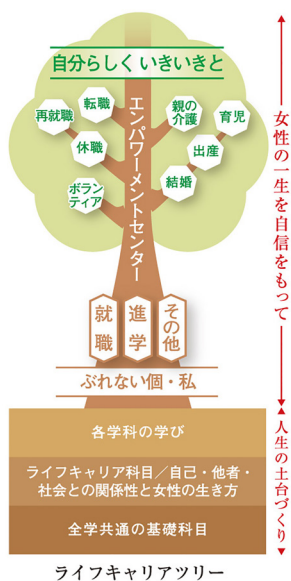 自分らしく いきいきと
転職
再就職
休職
ボラン
ティア
エンパワーメントセンター
親の
介護
育児
出産
結婚
就職
進学
その他
ぶれない個・私
各学科の学び
ライフキャリア科目／自己・他者・
社会との関係性と女性の生き方
全学共通の基礎科目
女性の一生を自信をもって
人生の土台づくり
ライフキャリアツリー